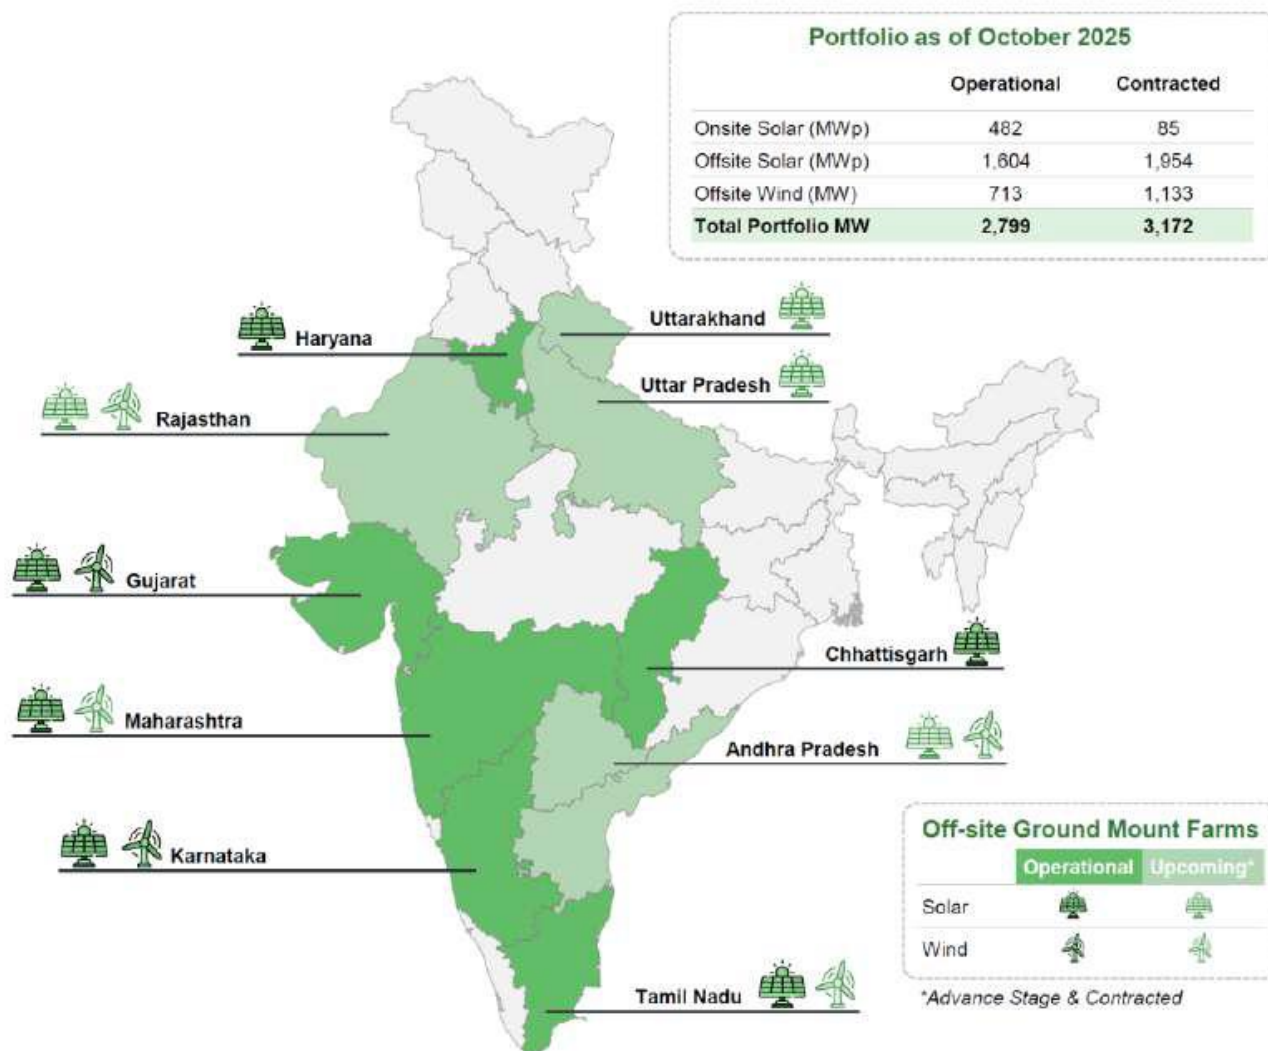 Portfolio as of October 2025
Operational Contracted
Onsite Solar (MWp) 482 85
Offsite Solar (MWp) 1,604 1,954
Offsite Wind (MW) 713 1,133
Total Portfolio MW 2,799 3,172
Uttarakhand
Haryana
Uttar Pradesh
Rajasthan
Gujarat
Chhattisgarh
Maharashtra
Andhra Pradesh
Karnataka
Off-site Ground Mount Farms
Operational Upcoming*
Solar
Wind
Tamil Nadu
*Advance Stage & Contracted